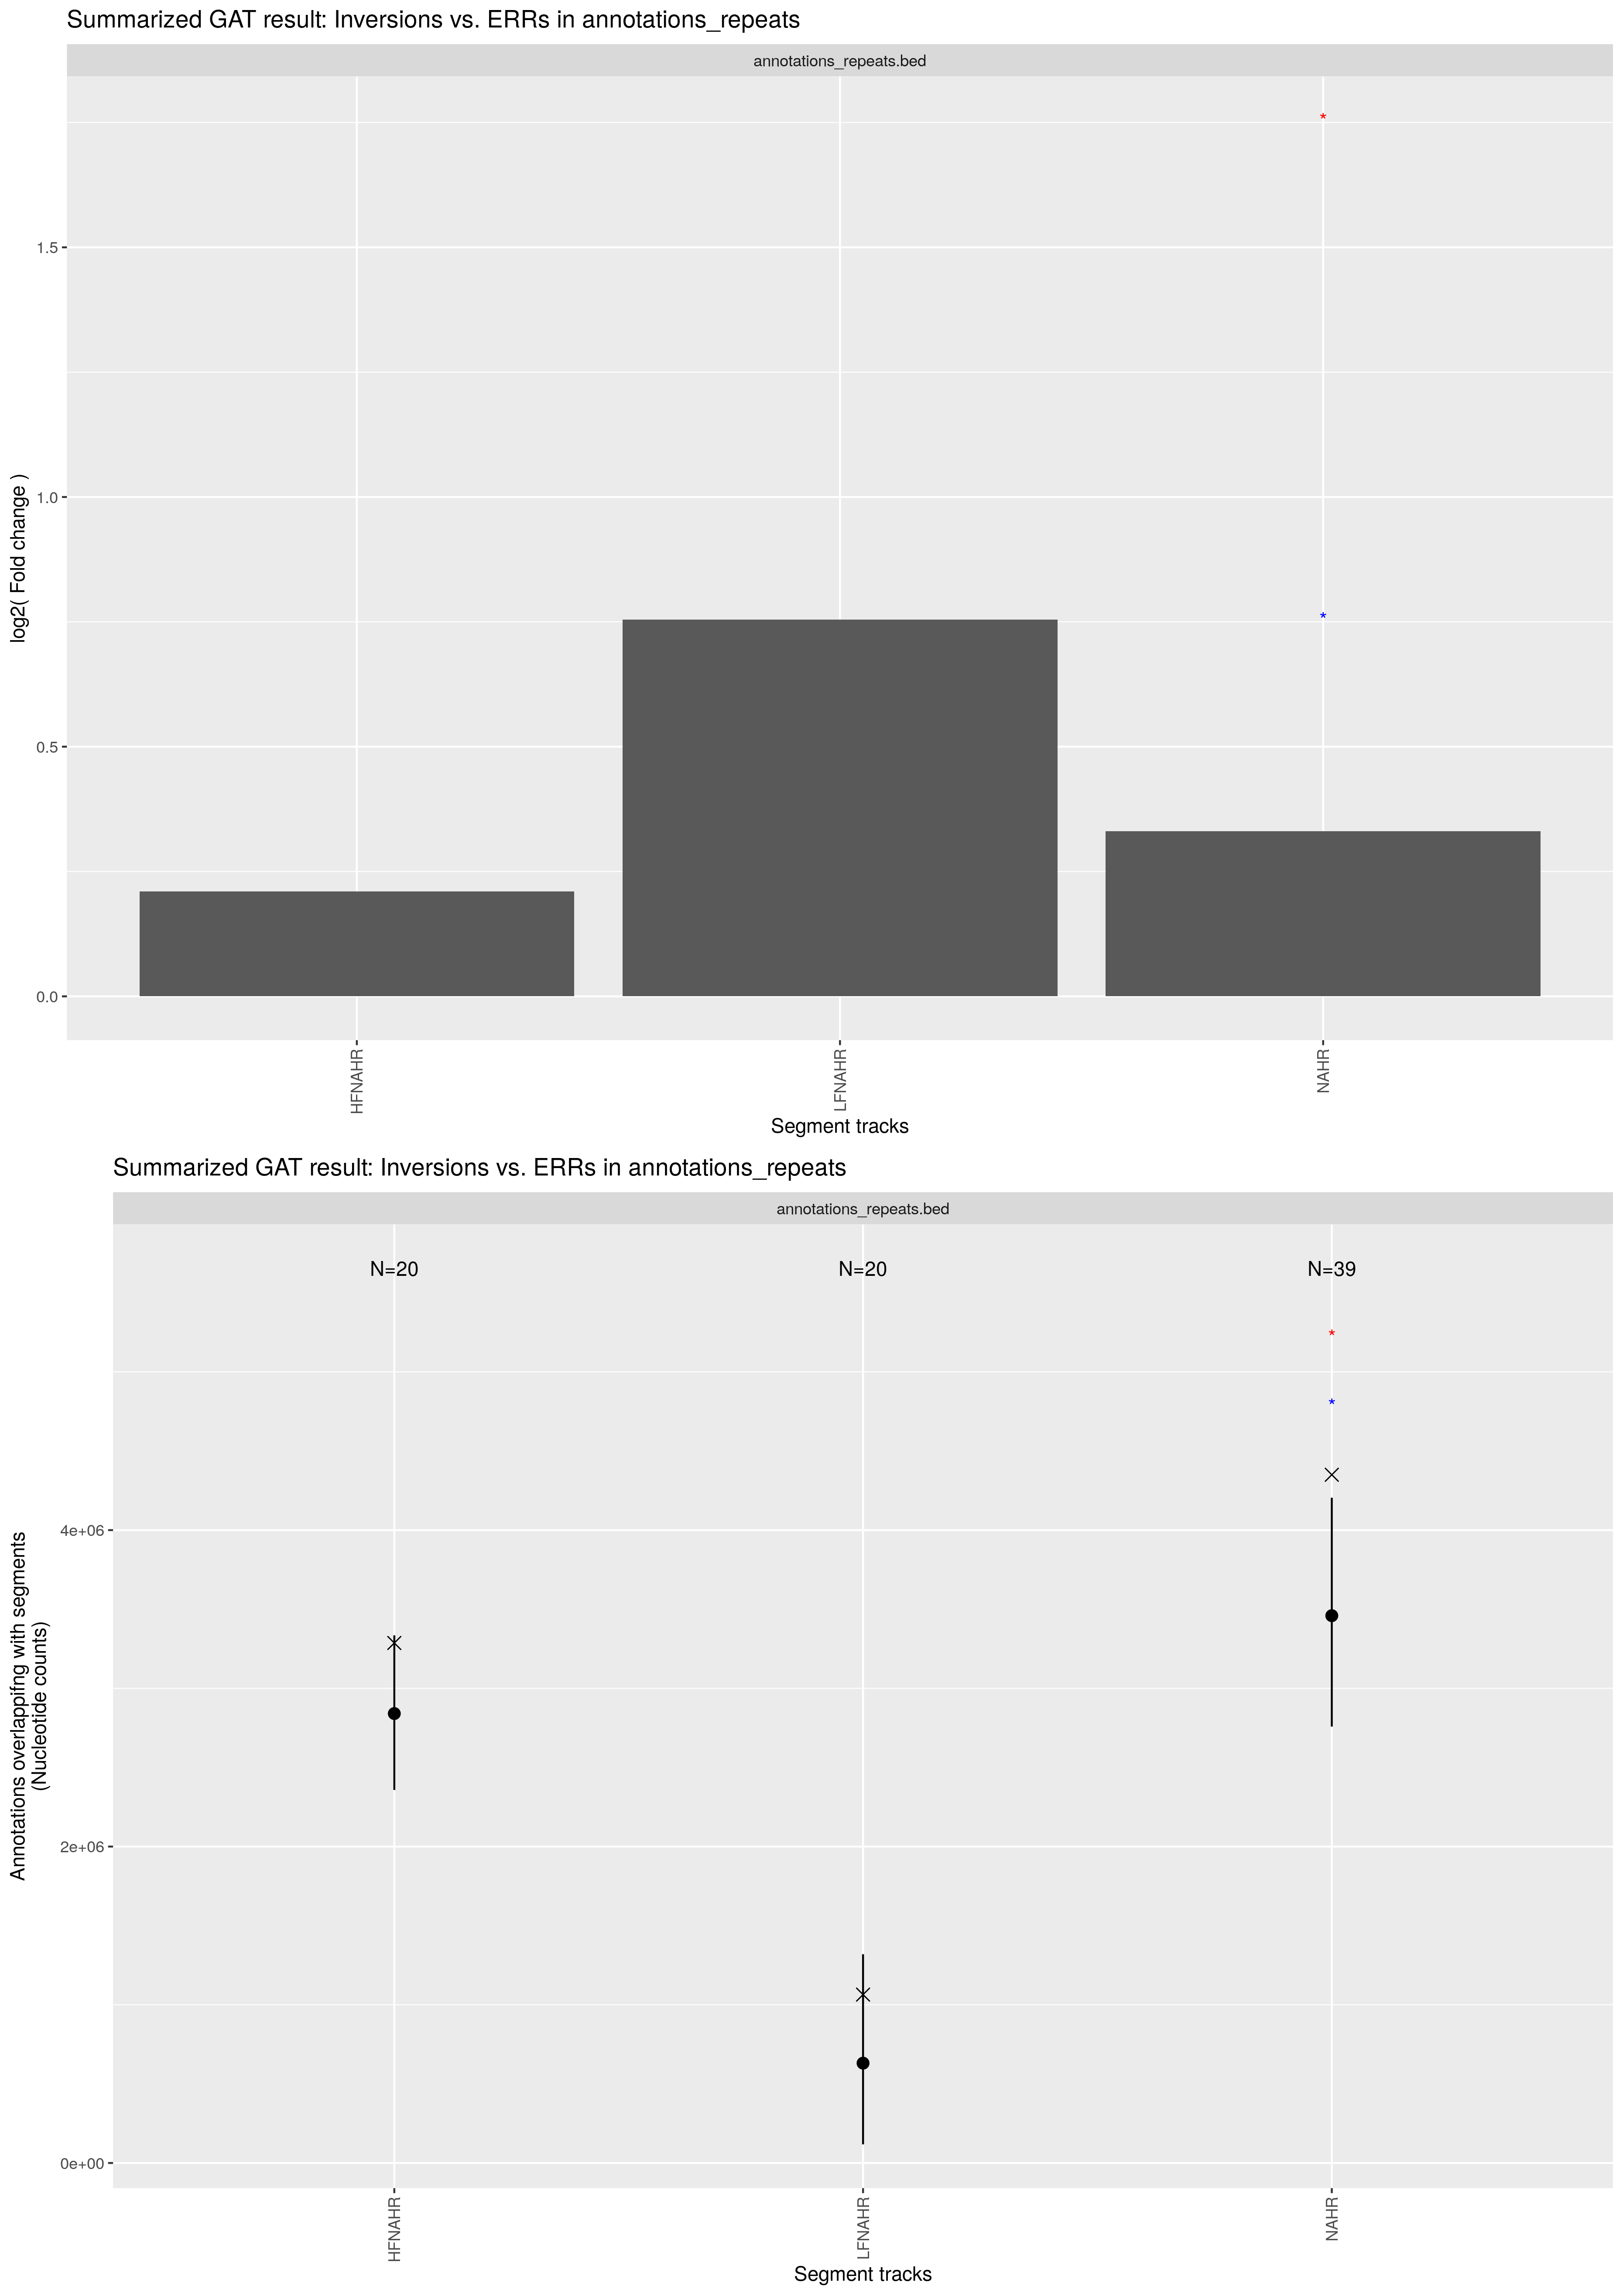 Summarized GAT result: Inversions vs. ERRs in annotations_repeats
annotations_repeats.bed
*
1.5
*
1.0
0.5
0.0
log2( Fold change )
HFNAHR
LFNAHR
NAHR
Segment tracks
Summarized GAT result: Inversions vs. ERRs in annotations_repeats
annotations_repeats.bed
N=20
N=20
N=39
*
*
4e+06
2e+06
0e+00
Annotations overlappifng with segments
(Nucleotide counts)
HFNAHR
LFNAHR
NAHR
Segment tracks